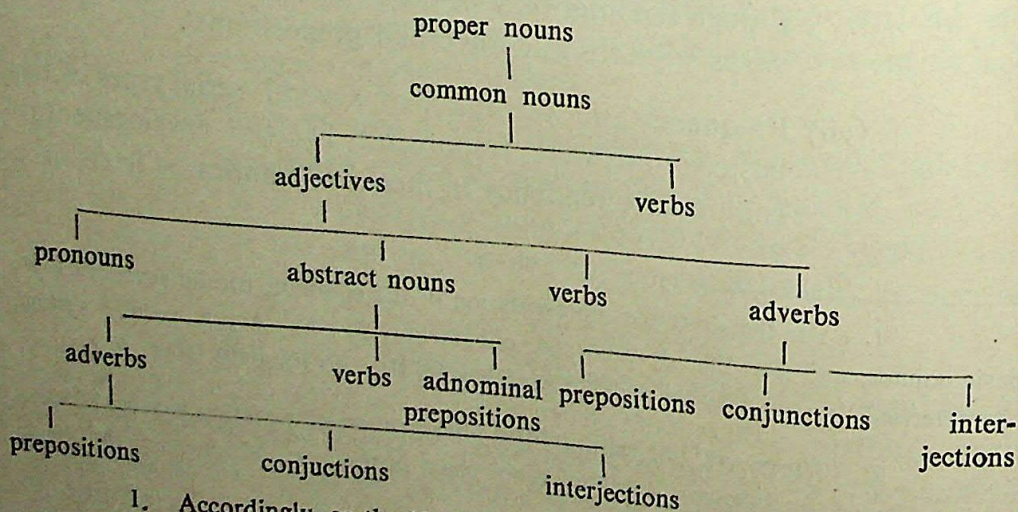 proper nouns
common nouns
adjectives
verbs
pronouns
abstract nouns
verbs
adverbs
adverbs
verbs
adnominal
prepositions
prepositions
conjunctions
inter-
jections
prepositions
conjuctions
interjections
1. Accordingly